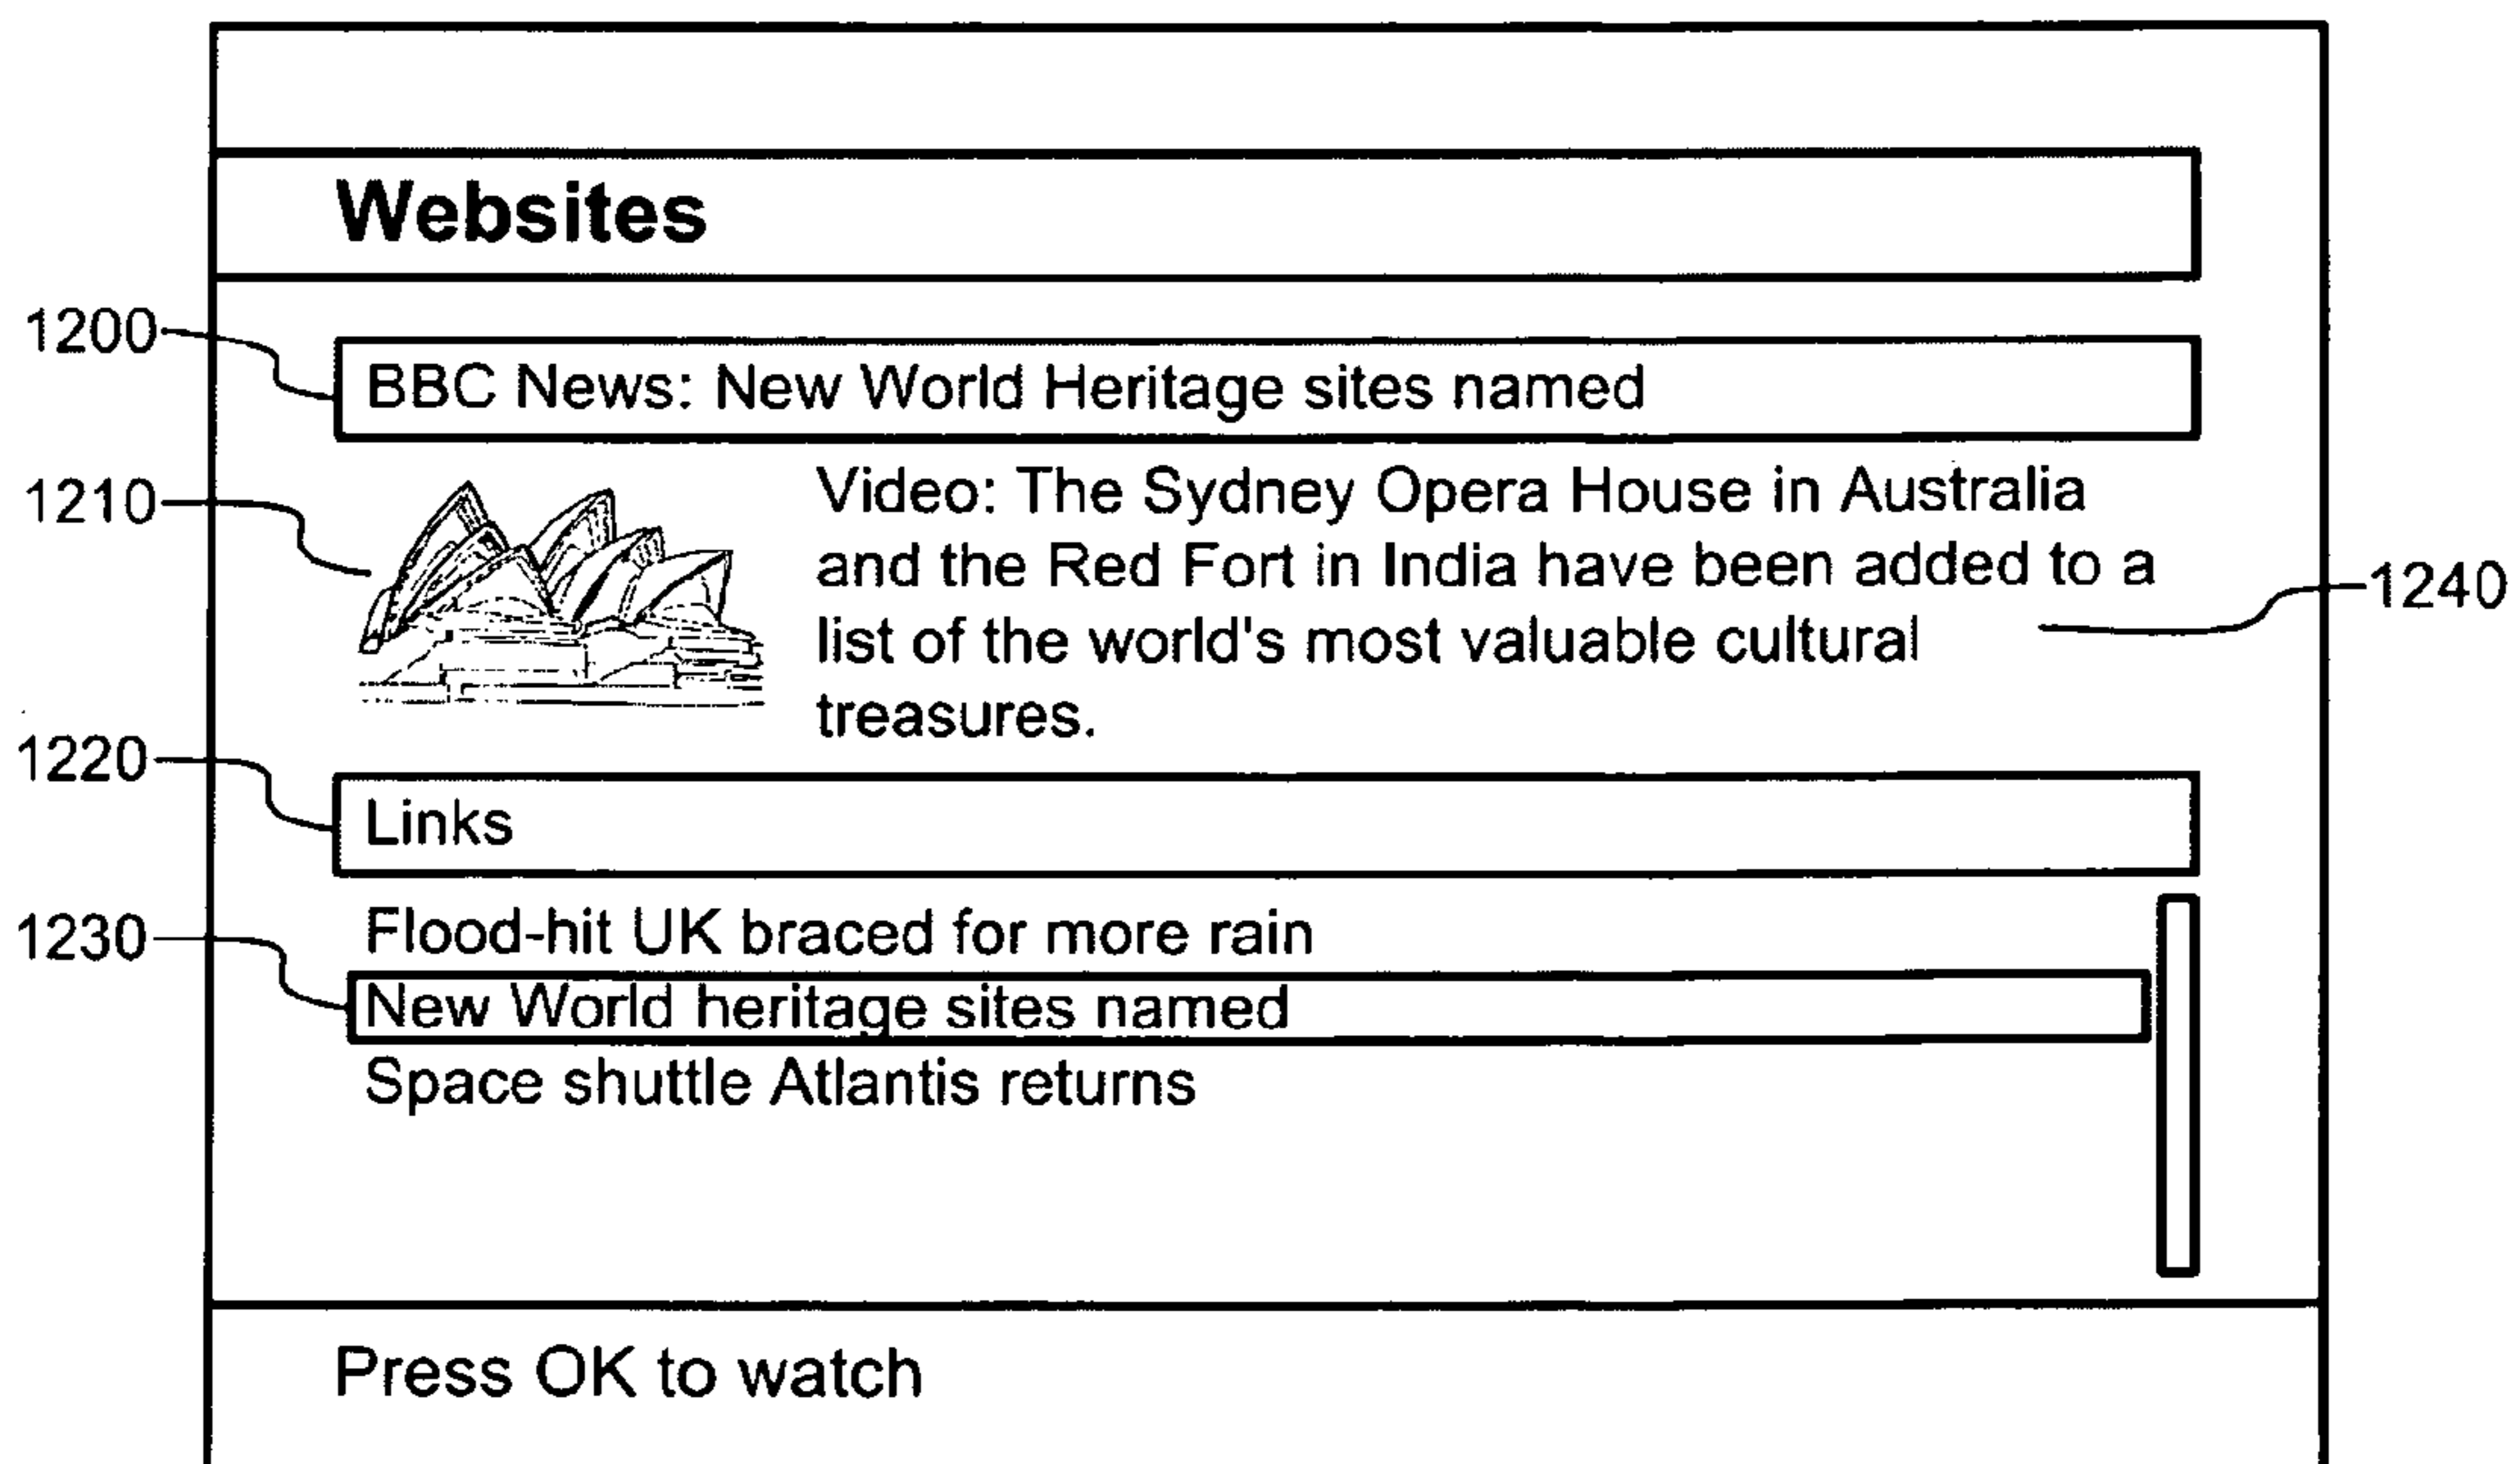 Websites
1200
BBC News: New World Heritage sites named
1210
Video: The Sydney Opera House in Australia
and the Red Fort in India have been added to a
1240
list of the world's most valuable cultural
treasures.
1220
Links
1230
Flood-hit UK braced for more rain
New World heritage sites named
Space shuttle Atlantis returns
Press OK to watch